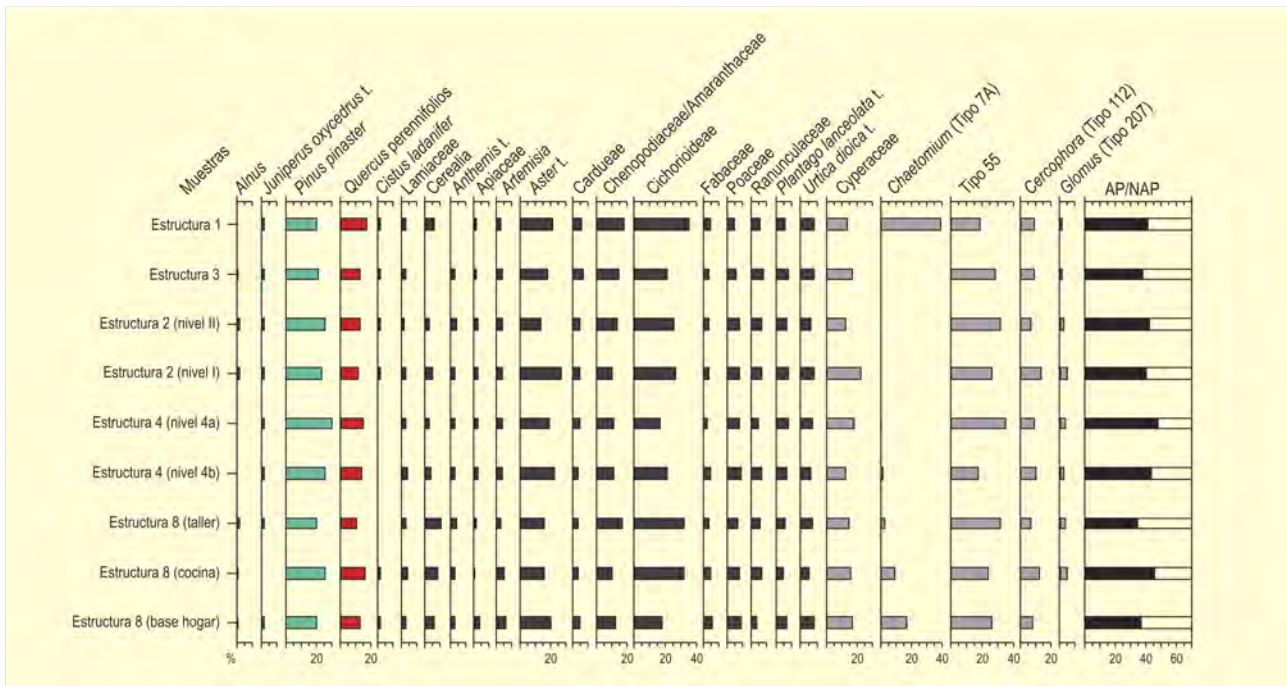 Muestras
Alnus
Juniperus oxycedrus t.
Pinus pinaster
Quercus perennifolios
Cistus ladanifer
Lamiaceae
Cerealia
Anthemis t.
Apiaceae
Artemisia
Aster t.
Cardueae
Chenopodiaceae/Amaranthaceae
Cichorioideae
Fabaceae
Poaceae
Ranunculaceae
Plantago lanceolata t.
Urtica dioica t.
Cyperaceae
Chaetomium (Tipo 7A)
Tipo 55
Cercophora (Tipo 112)
Glomus (Tipo 207)
AP/NAP
Estructura 1
Estructura 3
Estructura 2 (nivel II)
Estructura 2 (nivel I)
Estructura 4 (nivel 4a)
Estructura 4 (nivel 4b)
Estructura 8 (taller)
Estructura 8 (cocina)
Estructura 8 (base hogar)
% 20 20 20 20 20 40 20 20 40 20 40 20 20 40 60